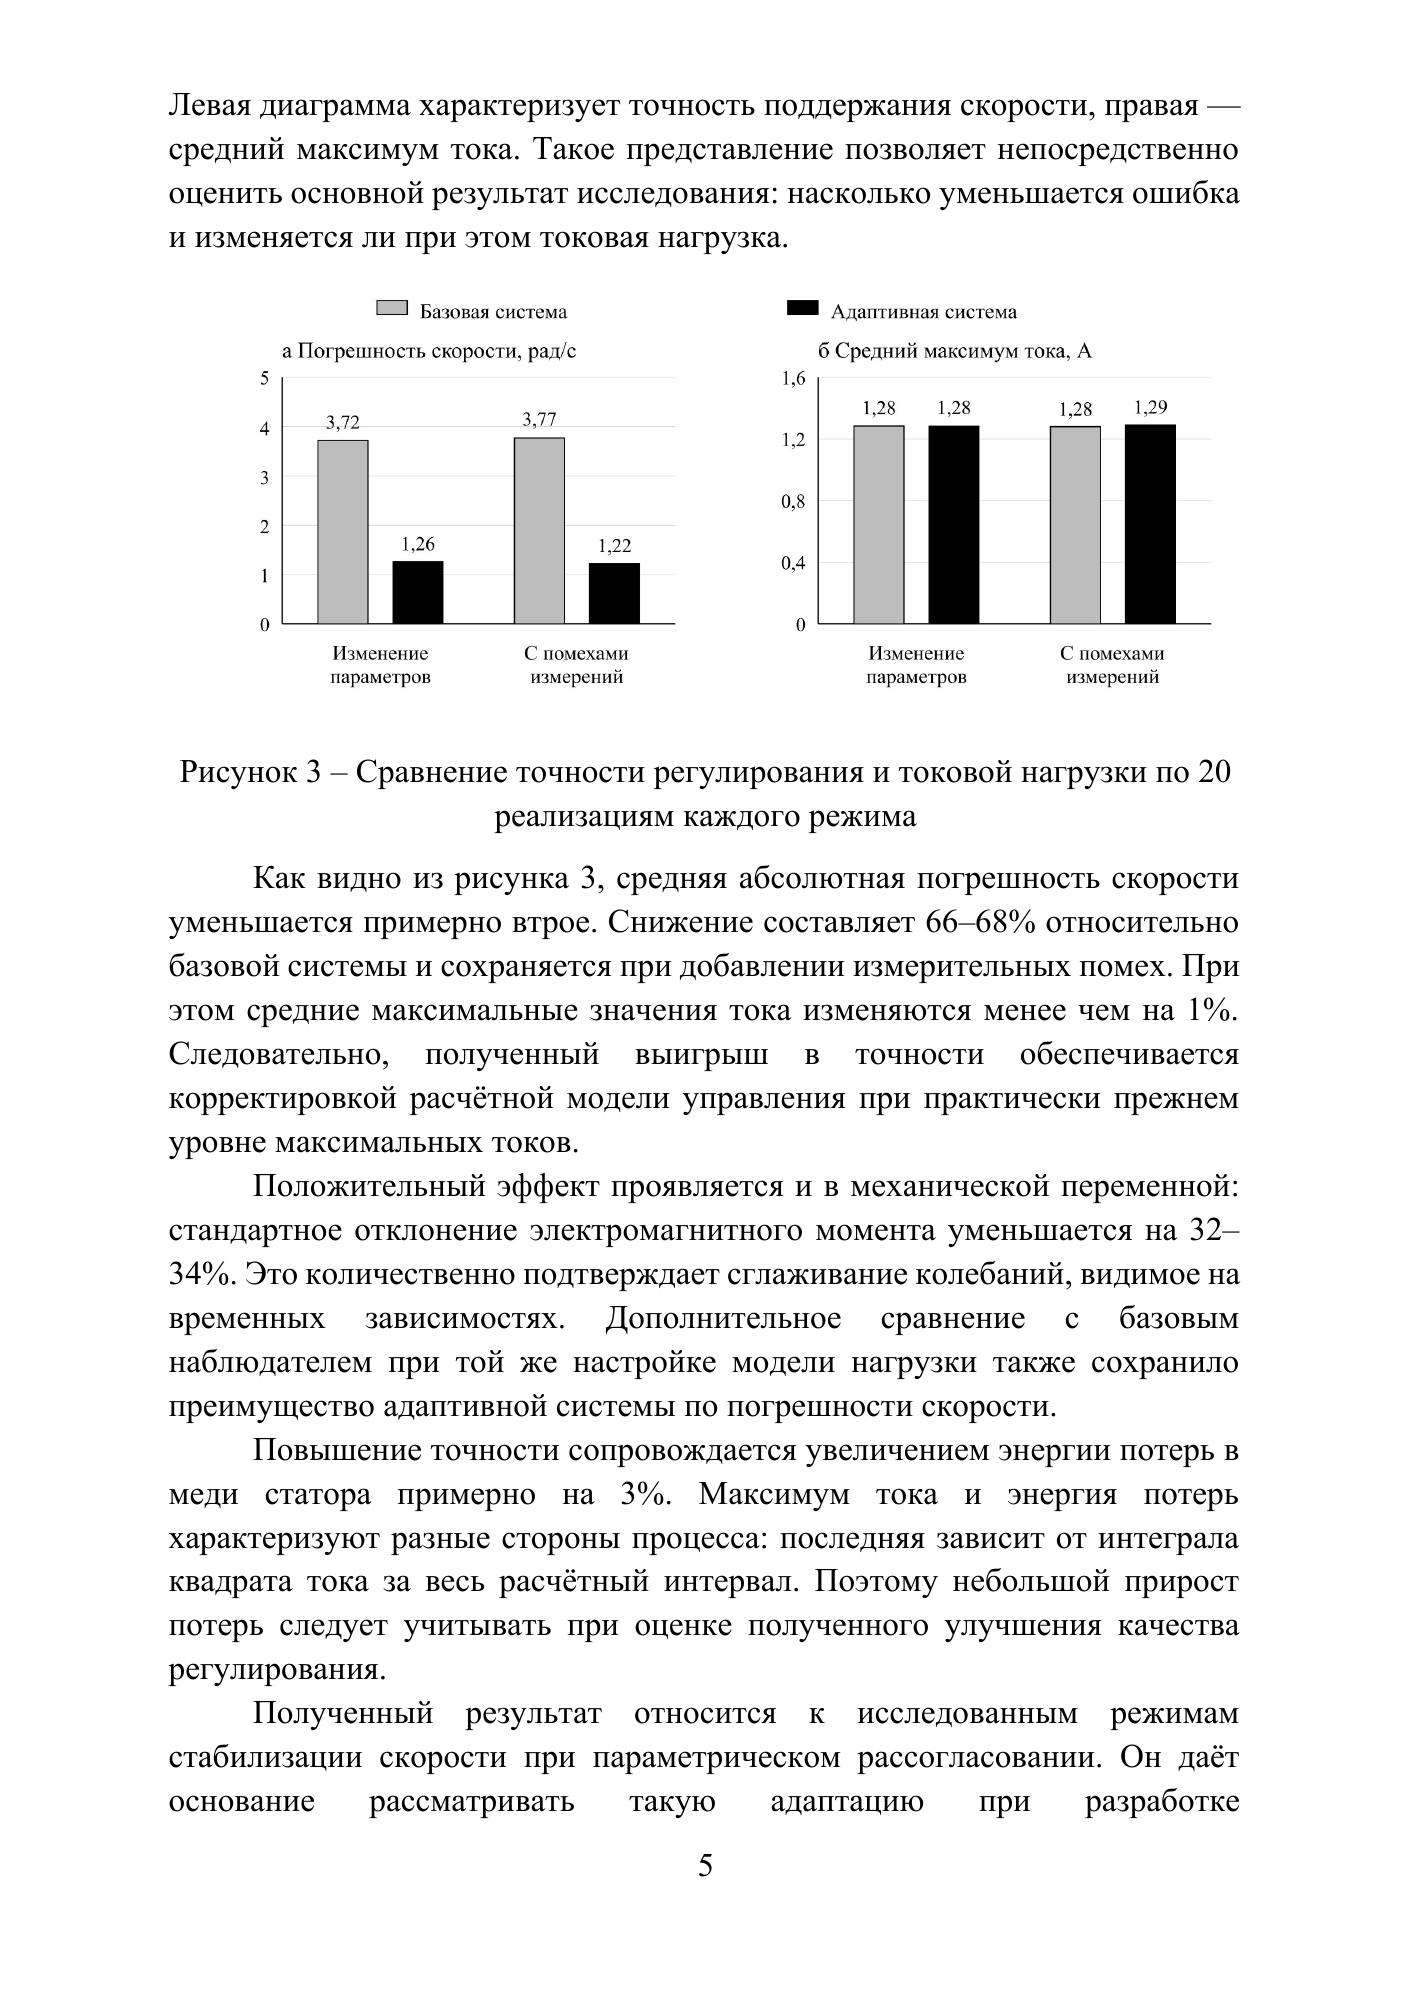 Левая диаграмма характеризует точность поддержания скорости, правая —
средний максимум тока. Такое представление позволяет непосредственно
оценить основной результат исследования: насколько уменьшается ошибка
и изменяется ли при этом токовая нагрузка.
Базовая система
Адаптивная система
а Погрешность скорости, рад/с
5
4
3
2
1
0
3,72
1,26
3,77
1,22
Изменение
параметров
С помехами
измерений
б Средний максимум тока, А
1,6
1,2
0,8
0,4
0
1,28
1,28
1,28
1,29
Изменение
параметров
С помехами
измерений
Рисунок 3 – Сравнение точности регулирования и токовой нагрузки по 20
реализациям каждого режима
Как видно из рисунка 3, средняя абсолютная погрешность скорости
уменьшается примерно втрое. Снижение составляет 66–68% относительно
базовой системы и сохраняется при добавлении измерительных помех. При
этом средние максимальные значения тока изменяются менее чем на 1%.
Следовательно, полученный выигрыш в точности обеспечивается
корректировкой расчётной модели управления при практически прежнем
уровне максимальных токов.
Положительный эффект проявляется и в механической переменной:
стандартное отклонение электромагнитного момента уменьшается на 32–
34%. Это количественно подтверждает сглаживание колебаний, видимое на
временных зависимостях. Дополнительное сравнение с базовым
наблюдателем при той же настройке модели нагрузки также сохранило
преимущество адаптивной системы по погрешности скорости.
Повышение точности сопровождается увеличением энергии потерь в
меди статора примерно на 3%. Максимум тока и энергия потерь
характеризуют разные стороны процесса: последняя зависит от интеграла
квадрата тока за весь расчётный интервал. Поэтому небольшой прирост
потерь следует учитывать при оценке полученного улучшения качества
регулирования.
Полученный результат относится к исследованным режимам
стабилизации скорости при параметрическом рассогласовании. Он даёт
основание рассматривать такую адаптацию при разработке
5